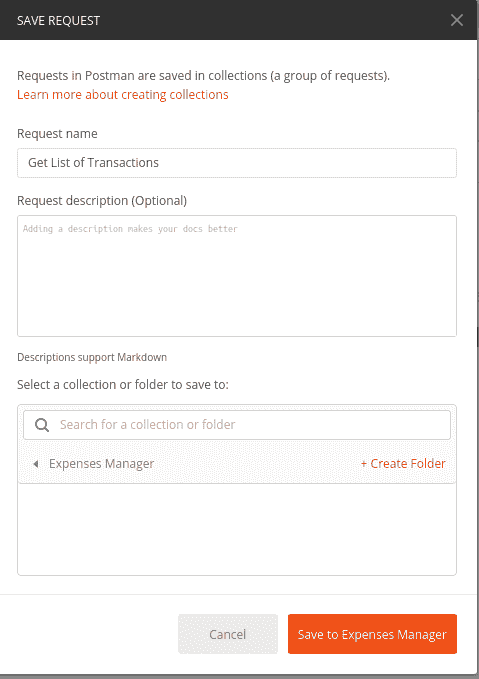 SAVE REQUEST
Requests in Postman are saved in collections (a group of requests).
Learn more about creating collections
Request name
Get List of Transactions
Request description (Optional)
Adding a description makes your docs better
Descriptions support Markdown
Select a collection or folder to save to:
Search for a collection or folder
Expenses Manager + Create Folder
Cancel Save to Expenses Manager